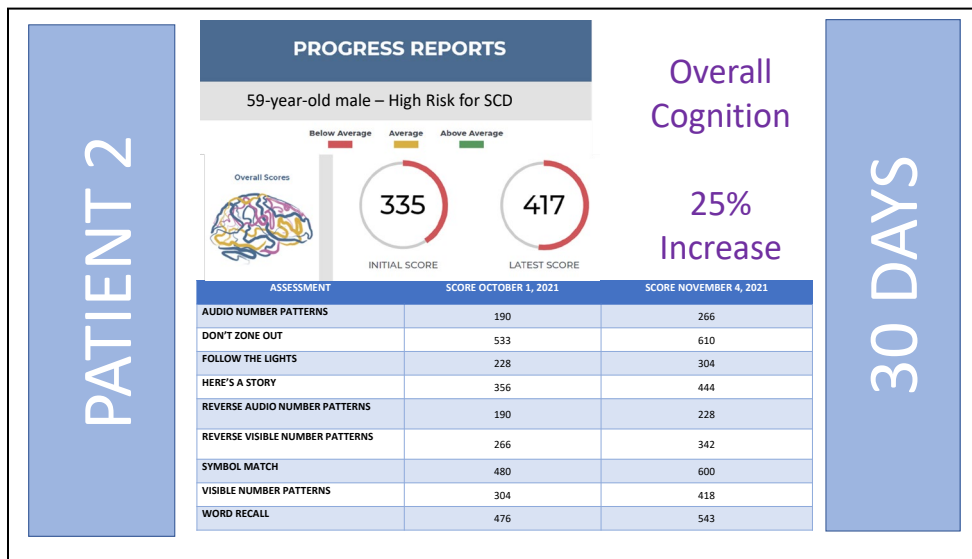 PATIENT 2
PROGRESS REPORTS
59-year-old male – High Risk for SCD
Below Average Average Above Average
Overall Scores
335
417
INITIAL SCORE
LATEST SCORE
Overall
Cognition
25%
Increase
30 DAYS
ASSESSMENT SCORE OCTOBER 1, 2021 SCORE NOVEMBER 4, 2021
AUDIO NUMBER PATTERNS 190 266
DON'T ZONE OUT 533 610
FOLLOW THE LIGHTS 228 304
HERE'S A STORY 356 444
REVERSE AUDIO NUMBER PATTERNS 190 228
REVERSE VISIBLE NUMBER PATTERNS 266 342
SYMBOL MATCH 480 600
VISIBLE NUMBER PATTERNS 304 418
WORD RECALL 476 543